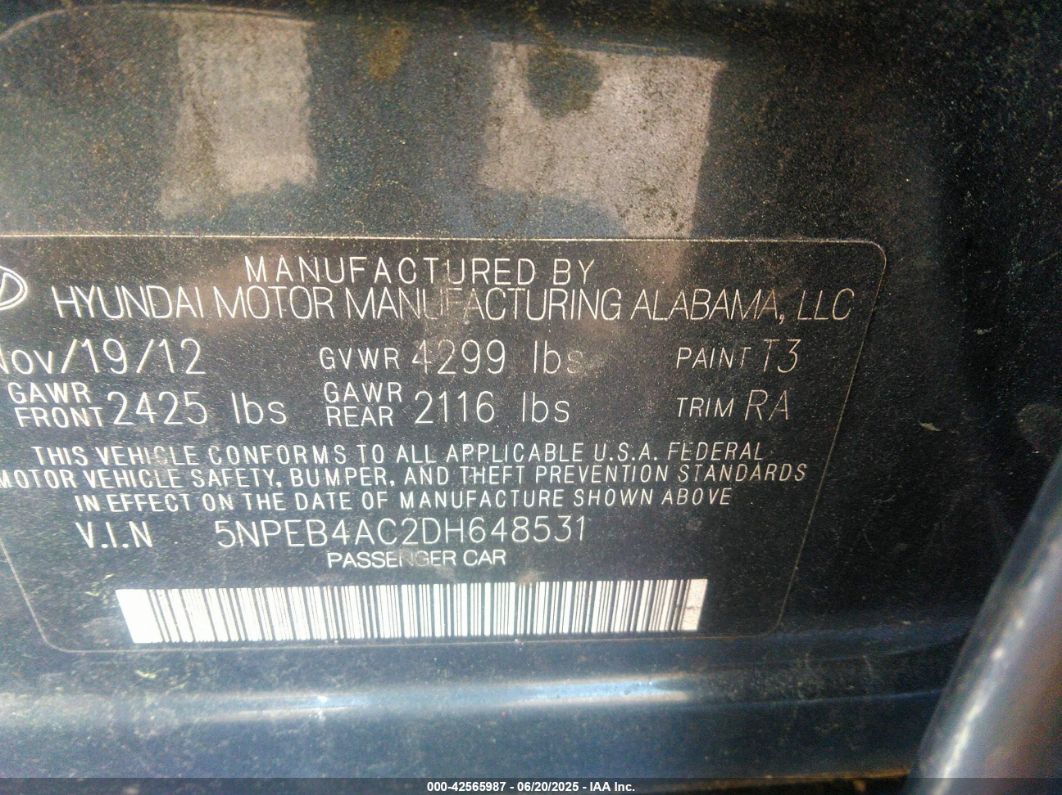 MANUFACTURED BY
HYUNDAI MOTOR MANUFACTURING ALABAMA, LLC
Nov/19/12 GVWR 4299 lbs PAINT T3
GAWR FRONT 2425 lbs GAWR REAR 2116 lbs TRIM RA
THIS VEHICLE CONFORMS TO ALL APPLICABLE U.S.A. FEDERAL
MOTOR VEHICLE SAFETY, BUMPER, AND THEFT PREVENTION STANDARDS
IN EFFECT ON THE DATE OF MANUFACTURE SHOWN ABOVE
V.I.N 5NPEB4AC2DH648531
PASSENGER CAR
000-42565987 - 06/20/2025 - IAA Inc.